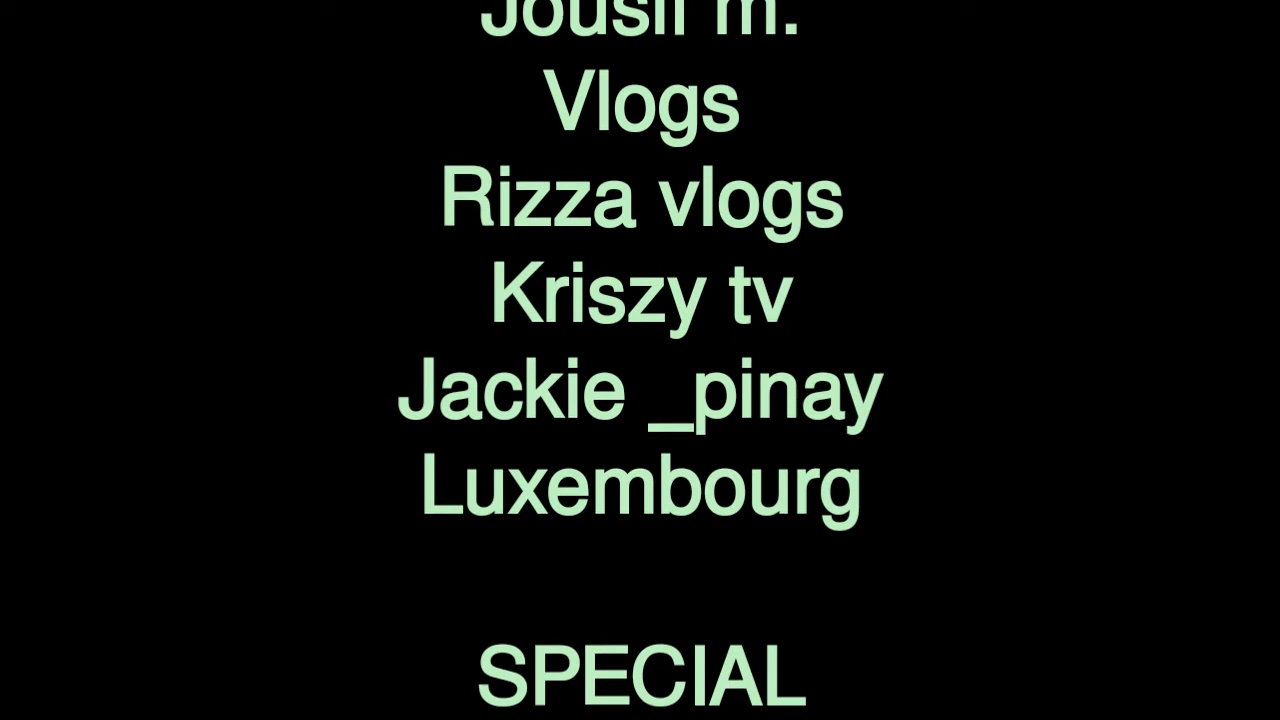 m.
Vlogs
Rizza vlogs
Kriszy tv
Jackie _pinay
Luxembourg
SPECIAL